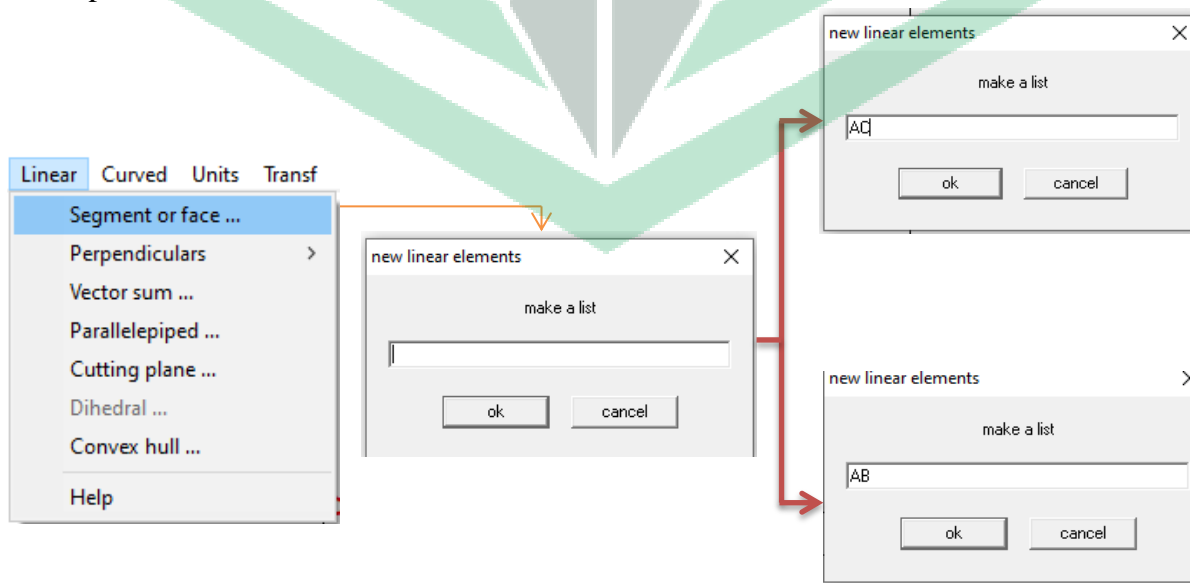 Linear Curved Units Transf
Segment or face ...
Perpendiculars >
Vector sum ...
Parallelepiped ...
Cutting plane ...
Dihedral ...
Convex hull ...
Help
new linear elements
make a list
ok cancel
new linear elements
make a list
AC
ok cancel
new linear elements
make a list
AB
ok cancel